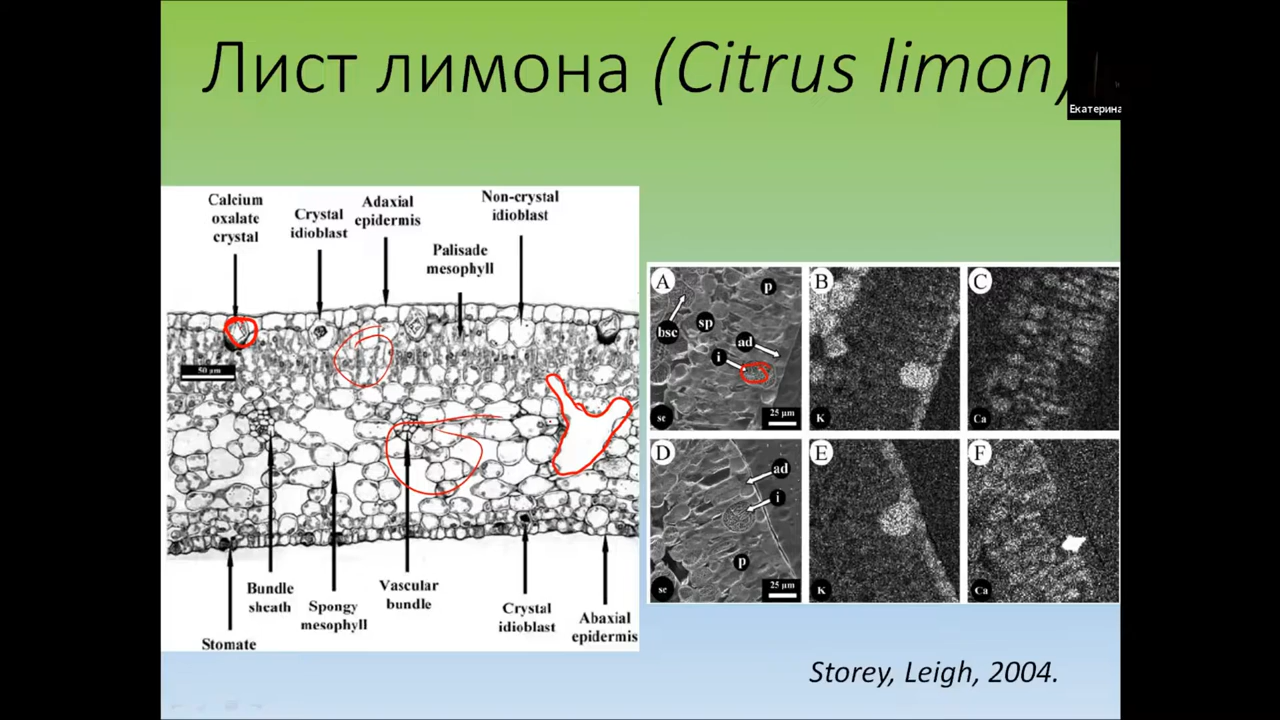 Лист лимона (Citrus limon)
Екатерина
Calcium
oxalate
crystal
Crystal
idioblast
Adaxial
epidermis
Palisade
mesophyll
Non-crystal
idioblast
50 µm
Bundle
sheath
Spongy
mesophyll
Vascular
bundle
Crystal
idioblast
Abaxial
epidermis
Stomate
A
p
bsc
sp
ad
i
se
25 µm
B
K
C
Ca
D
ad
i
p
se
25 µm
E
K
F
Ca
Storey, Leigh, 2004.